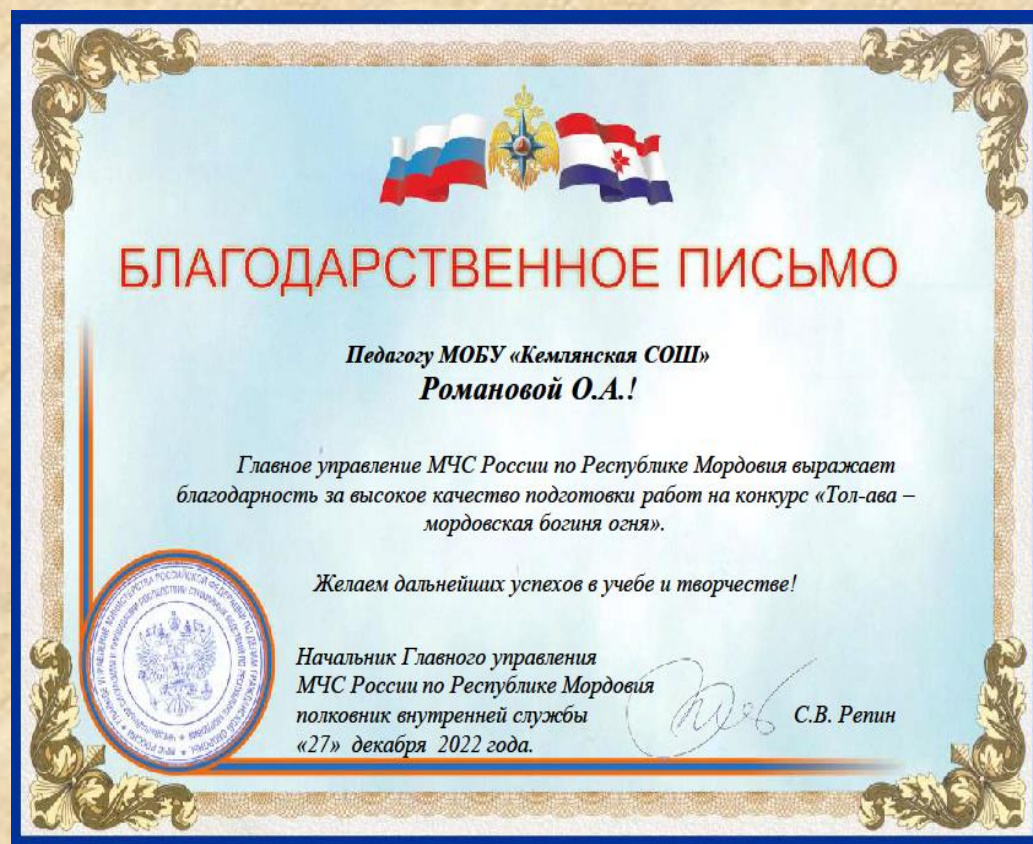 БЛАГОДАРСТВЕННОЕ ПИСЬМО
Педагогу МОБУ «Кемлянская СОШ»
Романовой О.А.!
Главное управление МЧС России по Республике Мордовия выражает
благодарность за высокое качество подготовки работ на конкурс «Тол-ава –
мордовская богиня огня».
Желаем дальнейших успехов в учебе и творчестве!
Начальник Главного управления
МЧС России по Республике Мордовия
полковник внутренней службы
С.В. Репин
«27» декабря 2022 года.